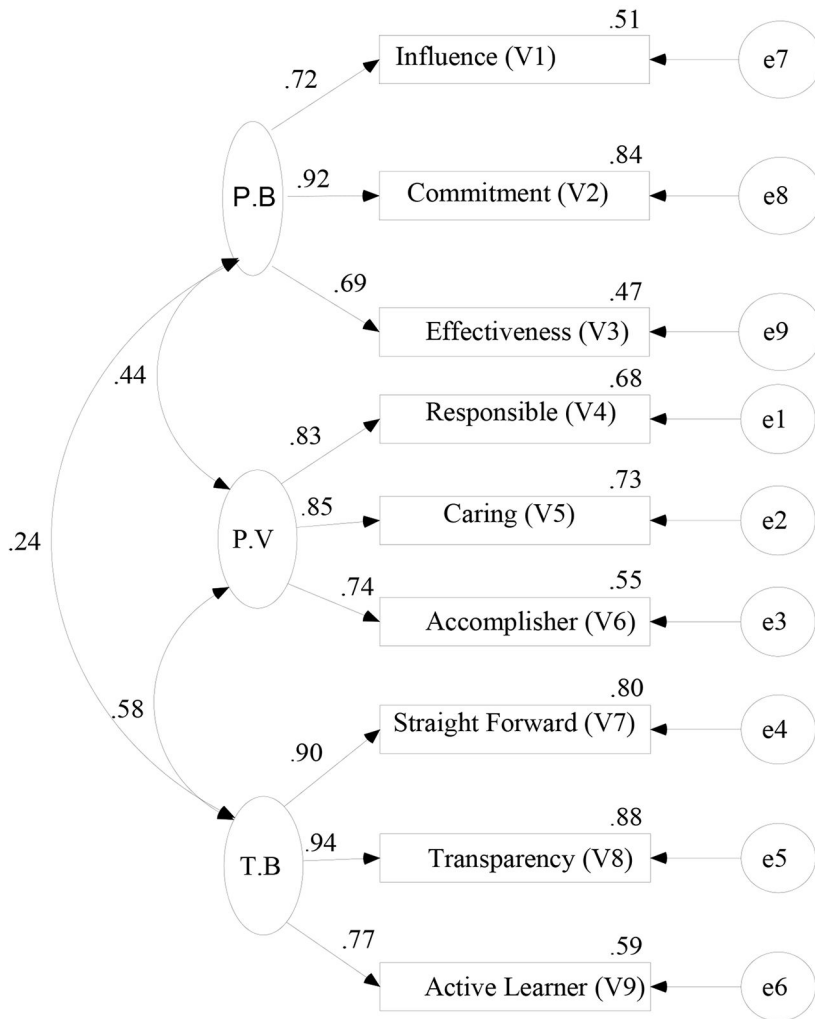 .51
Influence (V1)
e7
.72
.84
P.B
.92
Commitment (V2)
e8
.69
.47
Effectiveness (V3)
e9
.44
.68
Responsible (V4)
e1
.83
.73
.85
Caring (V5)
e2
P.V
.24
.55
.74
Accomplisher (V6)
e3
.80
.58
Straight Forward (V7)
e4
.90
.88
.94
Transparency (V8)
e5
T.B
.77
.59
Active Learner (V9)
e6